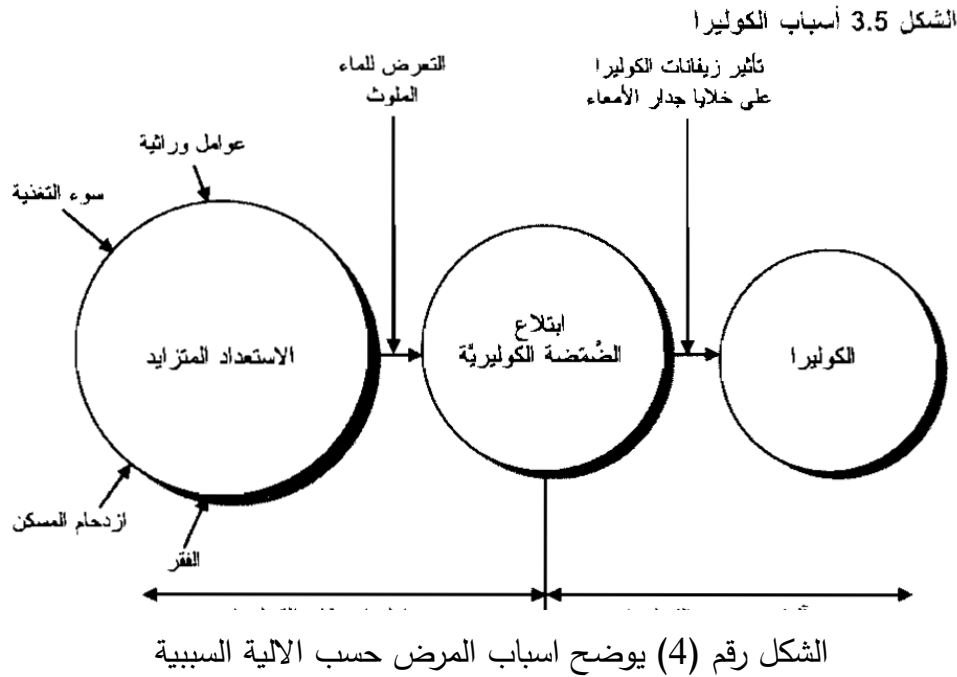 الشكل 3.5 أسباب الكوليرا
التعرض للماء
الملوث
تأثير زيفانات الكوليرا
على خلايا جدار الأمعاء
عوامل وراثية
سوء التغذية
الاستعداد المتزايد
ابتلاع
الضَّمَّضة الكوليريَّة
الكوليرا
ازدحام المسكن
الفقر
الشكل رقم (4) يوضح اسباب المرض حسب الالية السببية